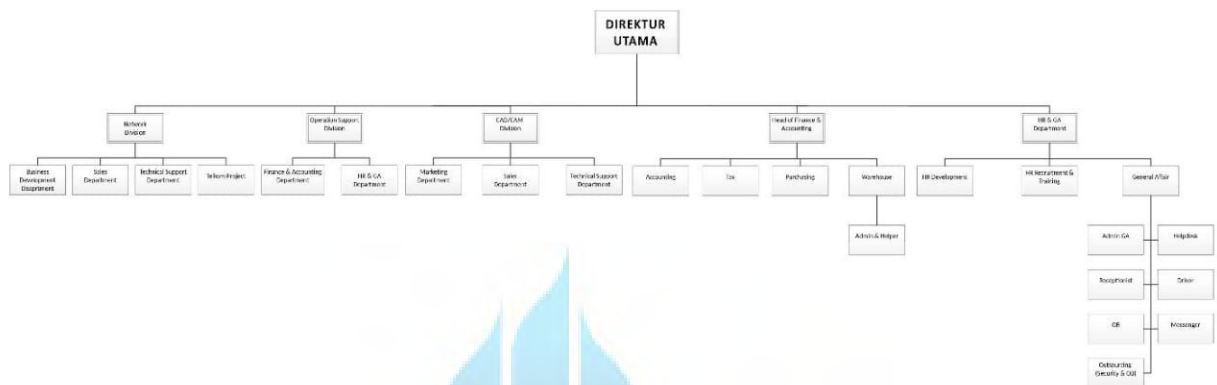 DIREKTUR
UTAMA
Network
Division
Operation Support
Division
CAD/CAM
Division
Head of Finance &
Accounting
HR & GA
Department
Business
Development
Department
Sales
Department
Technical Support
Department
Telkom Project
Finance & Accounting
Department
HR & GA
Department
Marketing
Department
Sales
Department
Technical Support
Department
Accounting
Tax
Purchasing
Warehouse
HR Development
HR Recruitment &
Training
General Affair
Admin & Helper
Admin GA
Helpdesk
Receptionist
Driver
OB
Messenger
Outsourcing
(Security & OB)